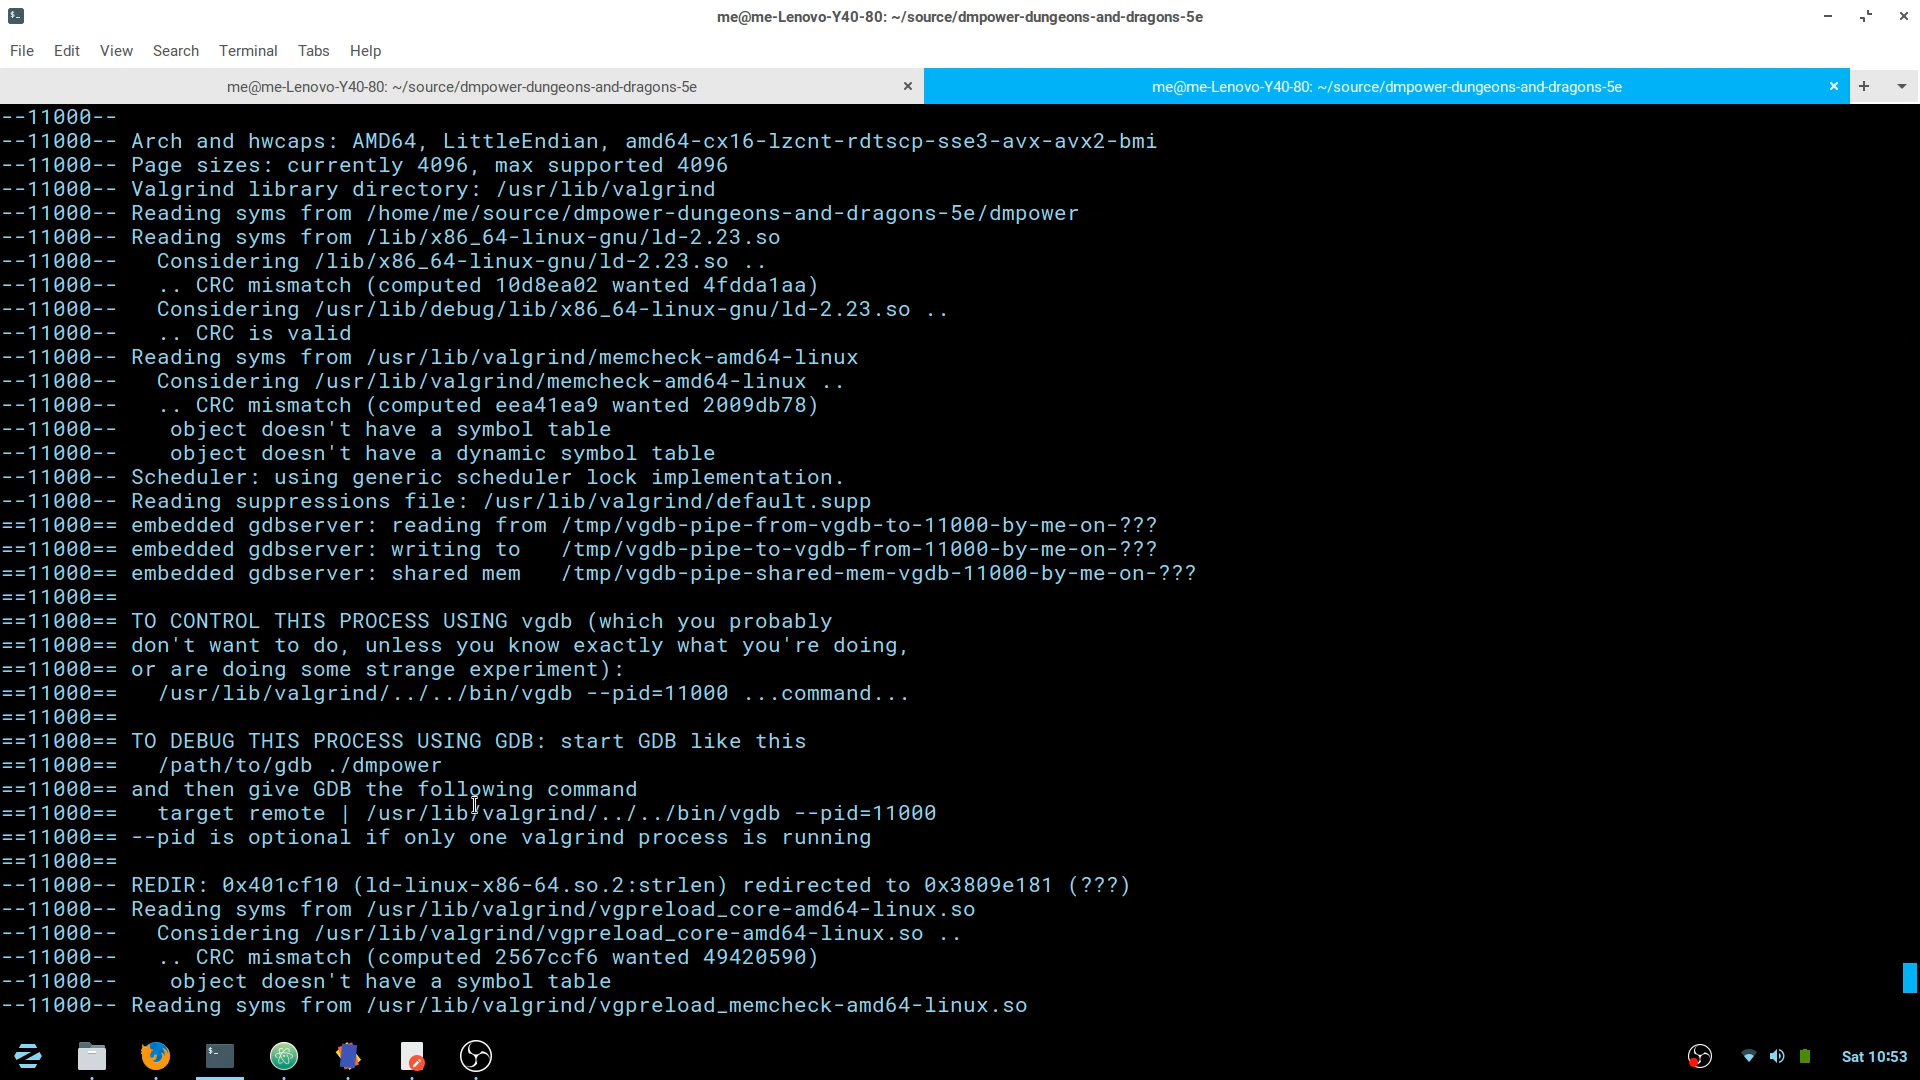 me@me-Lenovo-Y40-80: ~/source/dmpower-dungeons-and-dragons-5e
File Edit View Search Terminal Tabs Help
me@me-Lenovo-Y40-80: ~/source/dmpower-dungeons-and-dragons-5e × me@me-Lenovo-Y40-80: ~/source/dmpower-dungeons-and-dragons-5e ×
--11000--
--11000-- Arch and hwcaps: AMD64, LittleEndian, amd64-cx16-lzcnt-rdtscp-sse3-avx-avx2-bmi
--11000-- Page sizes: currently 4096, max supported 4096
--11000-- Valgrind library directory: /usr/lib/valgrind
--11000-- Reading syms from /home/me/source/dmpower-dungeons-and-dragons-5e/dmpower
--11000-- Reading syms from /lib/x86_64-linux-gnu/ld-2.23.so
--11000--   Considering /lib/x86_64-linux-gnu/ld-2.23.so ..
--11000--   .. CRC mismatch (computed 10d8ea02 wanted 4fdda1aa)
--11000--   Considering /usr/lib/debug/lib/x86_64-linux-gnu/ld-2.23.so ..
--11000--   .. CRC is valid
--11000-- Reading syms from /usr/lib/valgrind/memcheck-amd64-linux
--11000--   Considering /usr/lib/valgrind/memcheck-amd64-linux ..
--11000--   .. CRC mismatch (computed eea41ea9 wanted 2009db78)
--11000--    object doesn't have a symbol table
--11000--    object doesn't have a dynamic symbol table
--11000-- Scheduler: using generic scheduler lock implementation.
--11000-- Reading suppressions file: /usr/lib/valgrind/default.supp
==11000== embedded gdbserver: reading from /tmp/vgdb-pipe-from-vgdb-to-11000-by-me-on-???
==11000== embedded gdbserver: writing to   /tmp/vgdb-pipe-to-vgdb-from-11000-by-me-on-???
==11000== embedded gdbserver: shared mem   /tmp/vgdb-pipe-shared-mem-vgdb-11000-by-me-on-???
==11000==
==11000== TO CONTROL THIS PROCESS USING vgdb (which you probably
==11000== don't want to do, unless you know exactly what you're doing,
==11000== or are doing some strange experiment):
==11000==   /usr/lib/valgrind/../../bin/vgdb --pid=11000 ...command...
==11000==
==11000== TO DEBUG THIS PROCESS USING GDB: start GDB like this
==11000==   /path/to/gdb ./dmpower
==11000== and then give GDB the following command
==11000==   target remote | /usr/lib/valgrind/../../bin/vgdb --pid=11000
==11000== --pid is optional if only one valgrind process is running
==11000==
--11000-- REDIR: 0x401cf10 (ld-linux-x86-64.so.2:strlen) redirected to 0x3809e181 (???)
--11000-- Reading syms from /usr/lib/valgrind/vgpreload_core-amd64-linux.so
--11000--   Considering /usr/lib/valgrind/vgpreload_core-amd64-linux.so ..
--11000--   .. CRC mismatch (computed 2567ccf6 wanted 49420590)
--11000--    object doesn't have a symbol table
--11000-- Reading syms from /usr/lib/valgrind/vgpreload_memcheck-amd64-linux.so
Sat 10:53